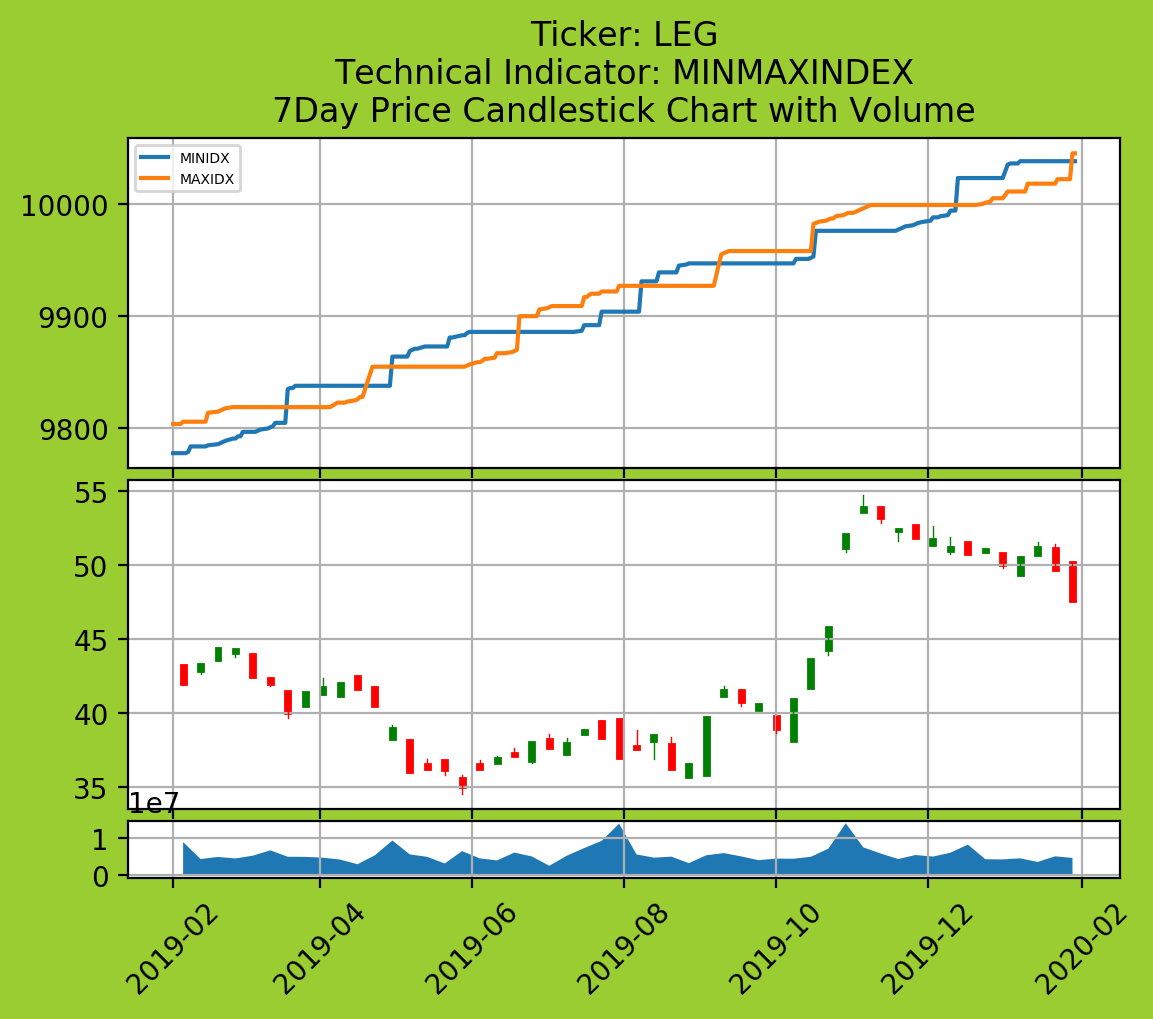 Ticker: LEG
Technical Indicator: MINMAXINDEX
7Day Price Candlestick Chart with Volume
MINIDX
MAXIDX
10000
9900
9800
55
50
45
40
35
1e7
1
0
2019-02
2019-04
2019-06
2019-08
2019-10
2019-12
2020-02